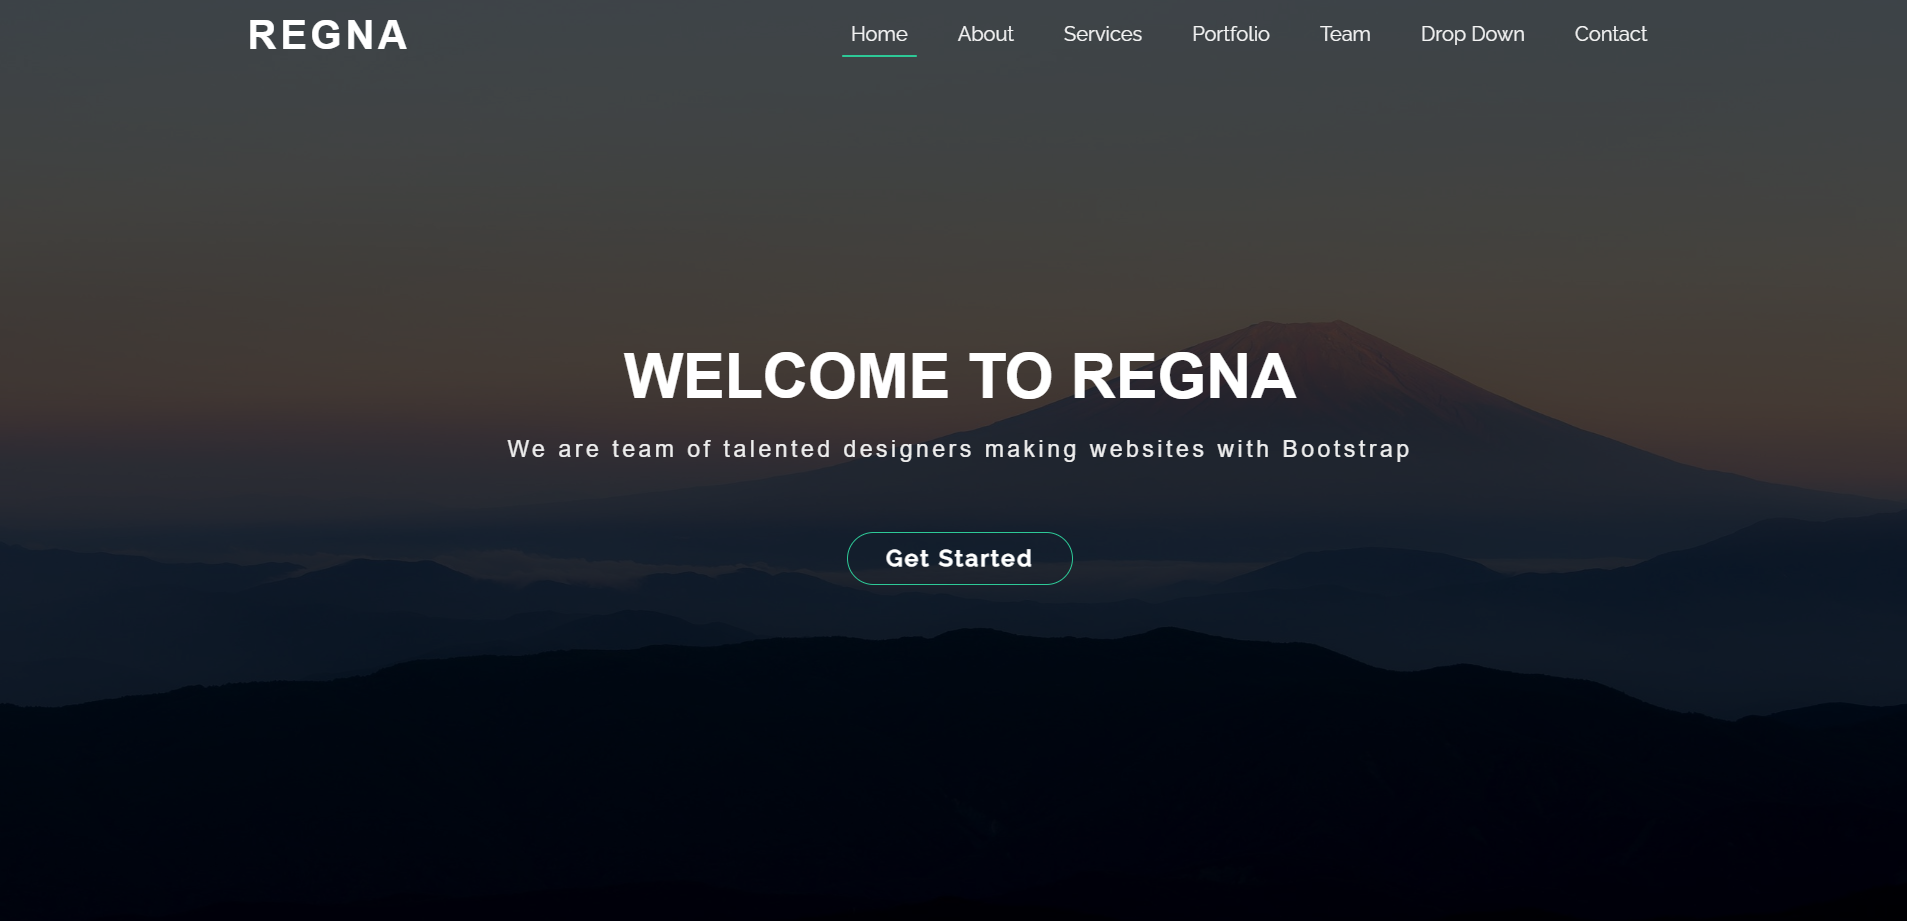 REGNA
Home About Services Portfolio Team Drop Down Contact
WELCOME TO REGNA
We are team of talented designers making websites with Bootstrap
Get Started